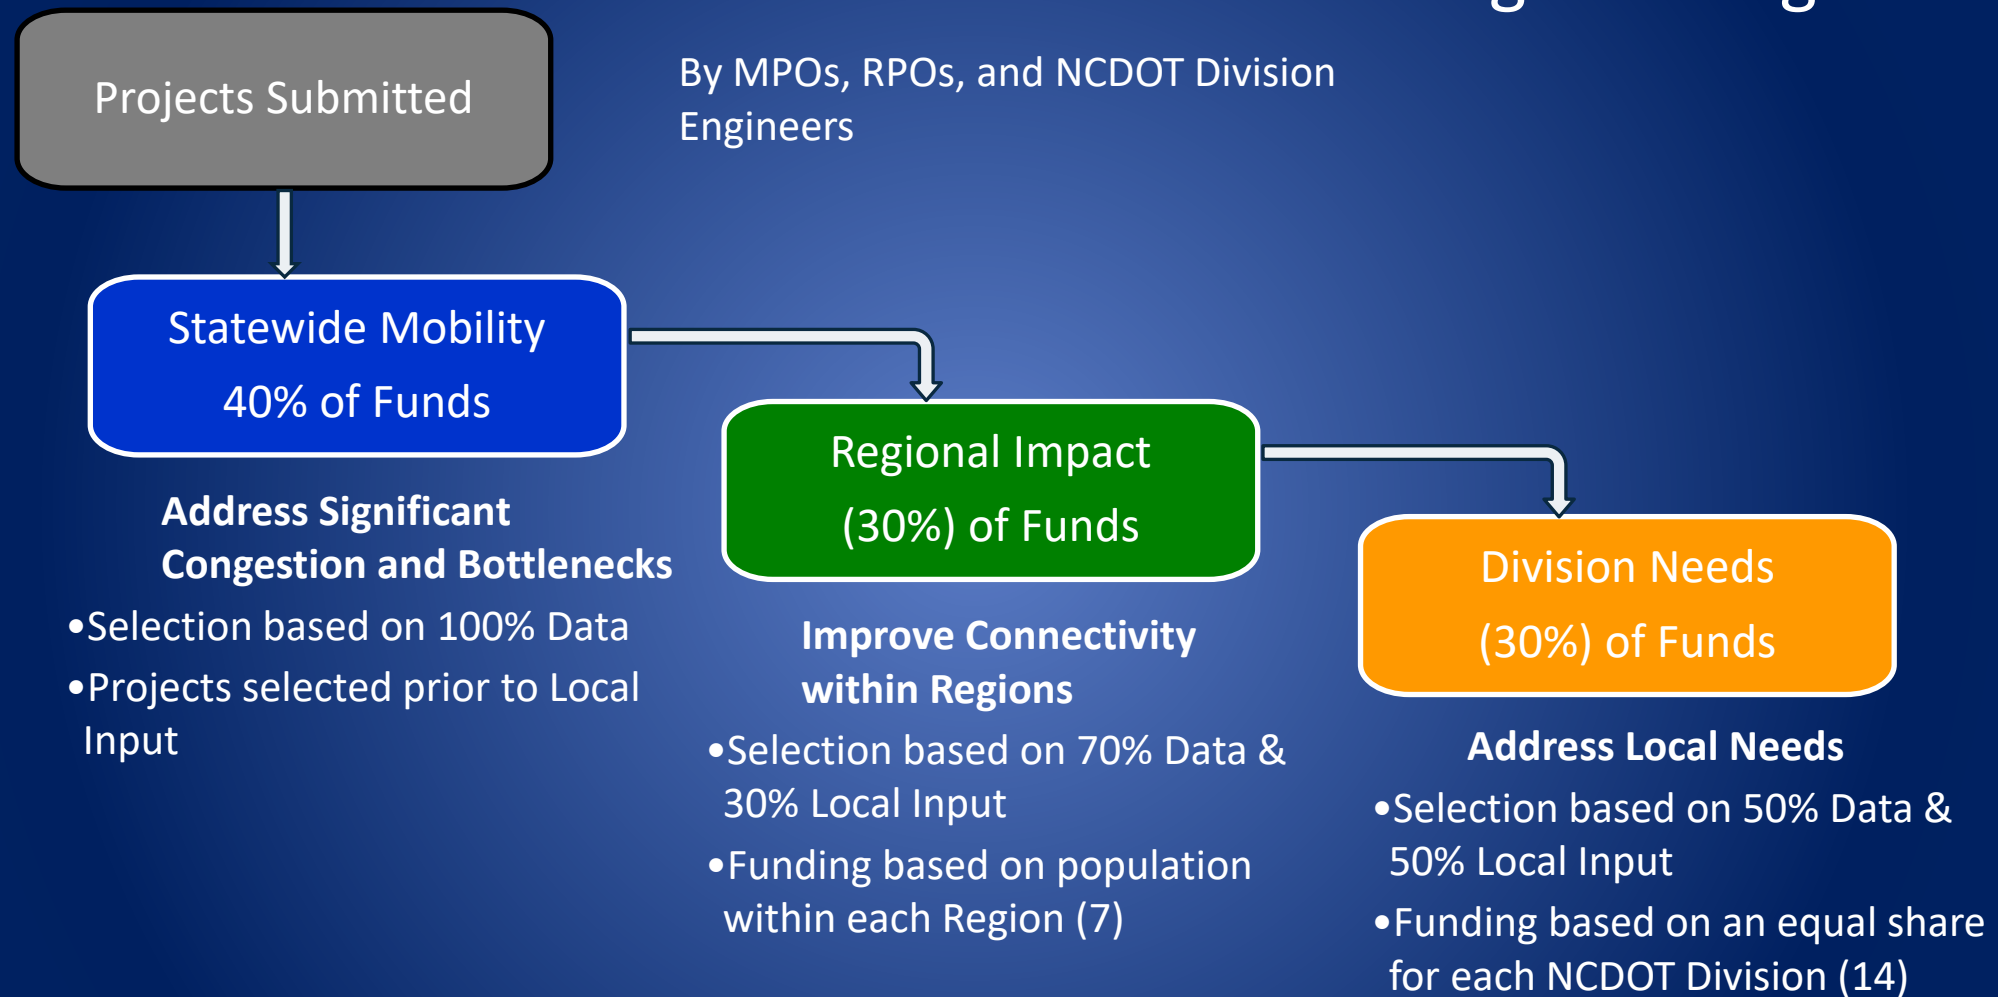 Projects Submitted
By MPOs, RPOs, and NCDOT Division
Engineers
Statewide Mobility
40% of Funds
Address Significant
Congestion and Bottlenecks
•Selection based on 100% Data
•Projects selected prior to Local
Input
Regional Impact
(30%) of Funds
Improve Connectivity
within Regions
•Selection based on 70% Data &
30% Local Input
•Funding based on population
within each Region (7)
Division Needs
(30%) of Funds
Address Local Needs
•Selection based on 50% Data &
50% Local Input
•Funding based on an equal share
for each NCDOT Division (14)